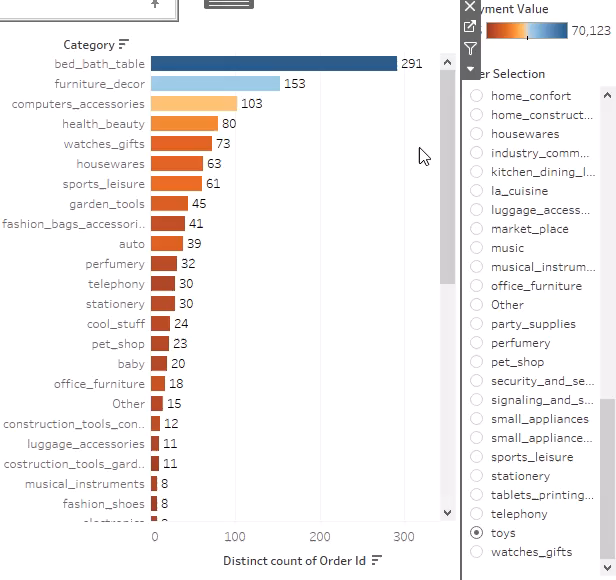 yment Value
70,123
Category
bed_bath_table 291
furniture_decor 153
computers_accessories 103
health_beauty 80
watches_gifts 73
housewares 63
sports_leisure 61
garden_tools 45
fashion_bags_accessori.. 41
auto 39
perfumery 32
telephony 30
stationery 30
cool_stuff 24
pet_shop 23
baby 20
office_furniture 18
Other 15
construction_tools_con.. 12
luggage_accessories 11
costruction_tools_gard.. 11
musical_instruments 8
fashion_shoes 8
0 100 200 300
Distinct count of Order Id
er Selection
home_confort
home_construct...
housewares
industry_comm...
kitchen_dining_l...
la_cuisine
luggage_access...
market_place
music
musical_instrum...
office_furniture
Other
party_supplies
perfumery
pet_shop
security_and_se...
signaling_and_s...
small_appliances
small_appliance...
sports_leisure
stationery
tablets_printing...
telephony
toys
watches_gifts